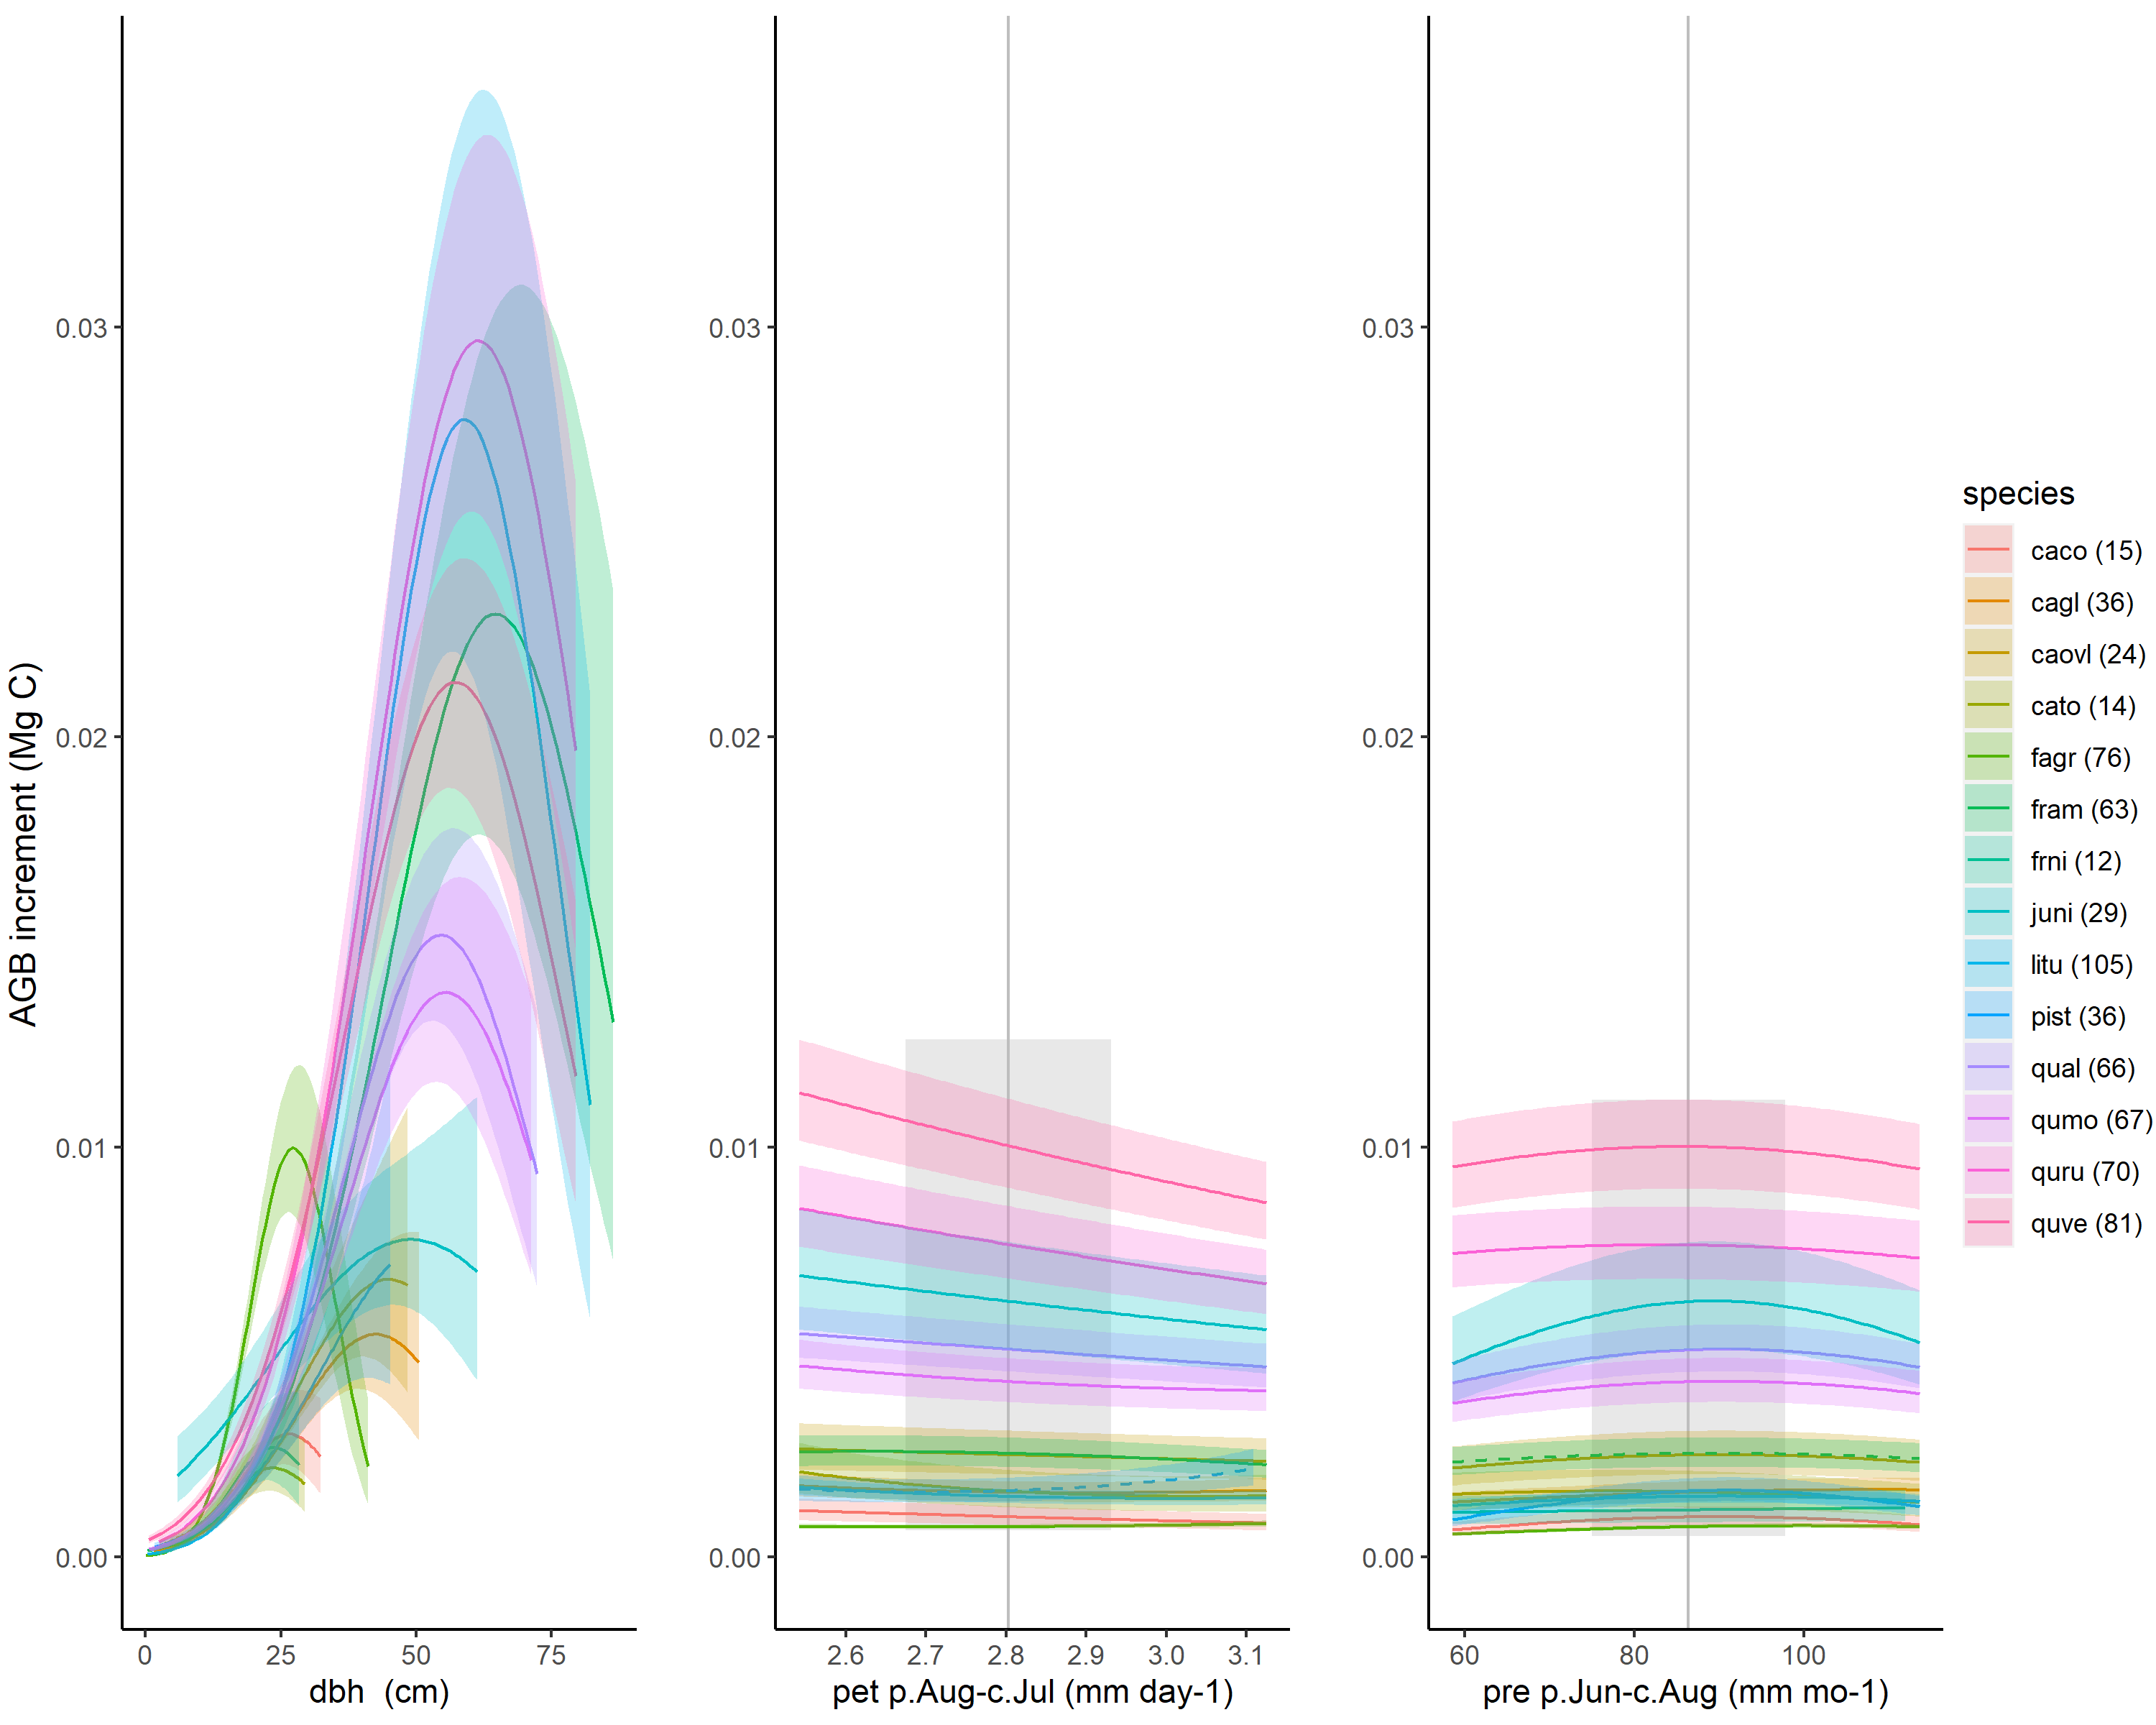 AGB increment (Mg C)
0.03
0.02
0.01
0.00
0 25 50 75
dbh (cm)
0.03
0.02
0.01
0.00
2.6 2.7 2.8 2.9 3.0 3.1
pet p.Aug-c.Jul (mm day-1)
0.03
0.02
0.01
0.00
60 80 100
pre p.Jun-c.Aug (mm mo-1)
species
caco (15)
cagl (36)
caovl (24)
cato (14)
fagr (76)
fram (63)
frni (12)
juni (29)
litu (105)
pist (36)
qual (66)
qumo (67)
quru (70)
quve (81)